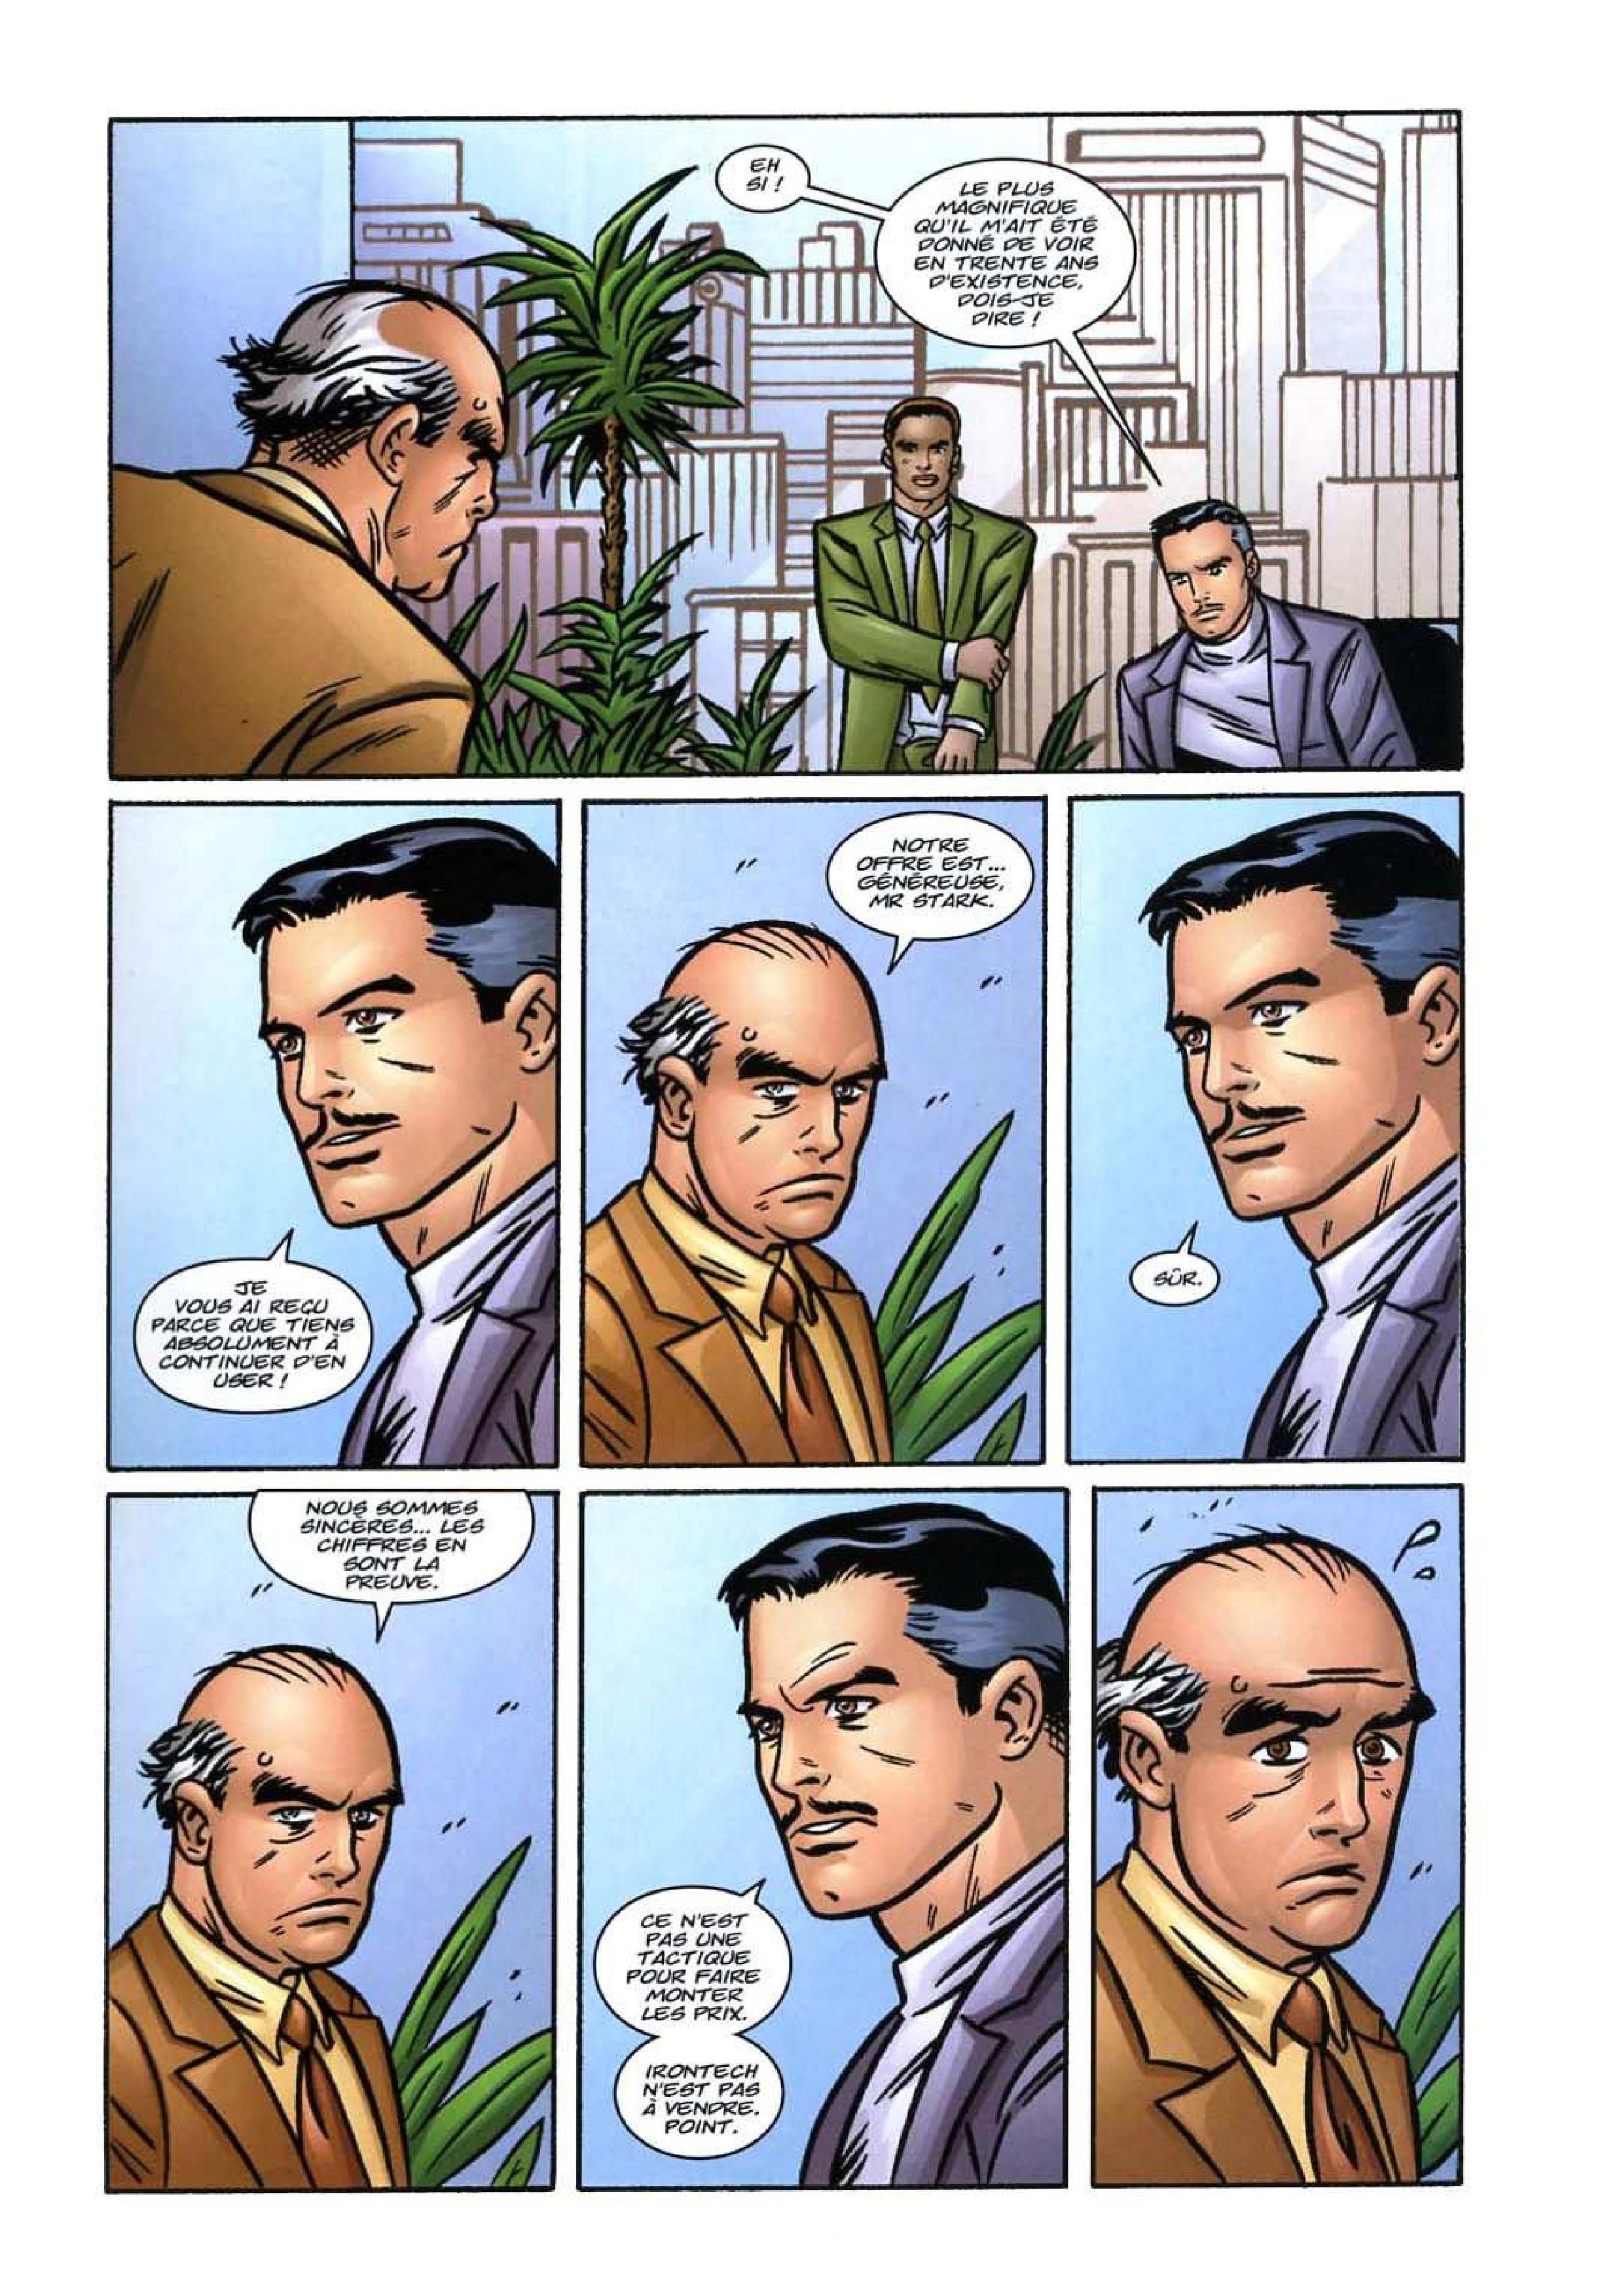 EH
SI !
LE PLUS
MAGNIFIQUE
QU'IL M'AIT ÉTÉ
DONNÉ DE VOIR
EN TRENTE ANS
D'EXISTENCE,
DOIS-JE
DIRE !
JE
VOUS AI REÇU
PARCE QUE TIENS
ABSOLUMENT À
CONTINUER D'EN
USER !
NOTRE
OFFRE EST...
GÉNÉREUSE,
MR STARK.
SÛR.
NOUS SOMMES
SINCÈRES... LES
CHIFFRES EN
SONT LA
PREUVE.
CE N'EST
PAS UNE
TACTIQUE
POUR FAIRE
MONTER
LES PRIX.
IRONTECH
N'EST PAS
À VENDRE.
POINT.